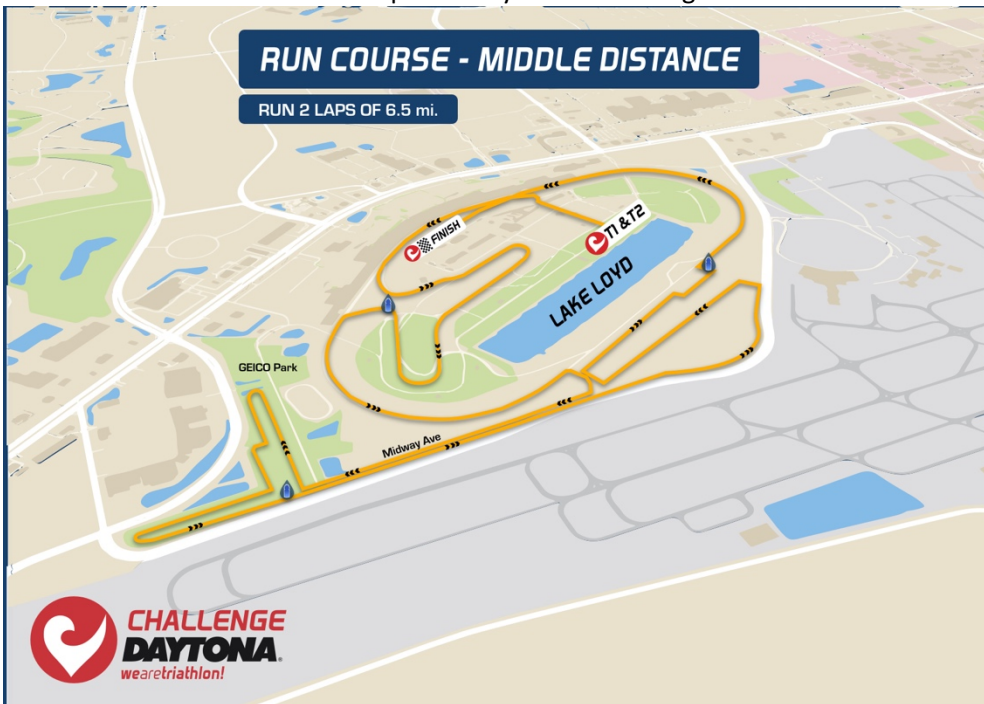 RUN COURSE - MIDDLE DISTANCE
RUN 2 LAPS OF 6.5 mi.
FINISH
T1 & T2
LAKE LOYD
GEICO Park
Midway Ave
CHALLENGE
DAYTONA
wearetriathlon!